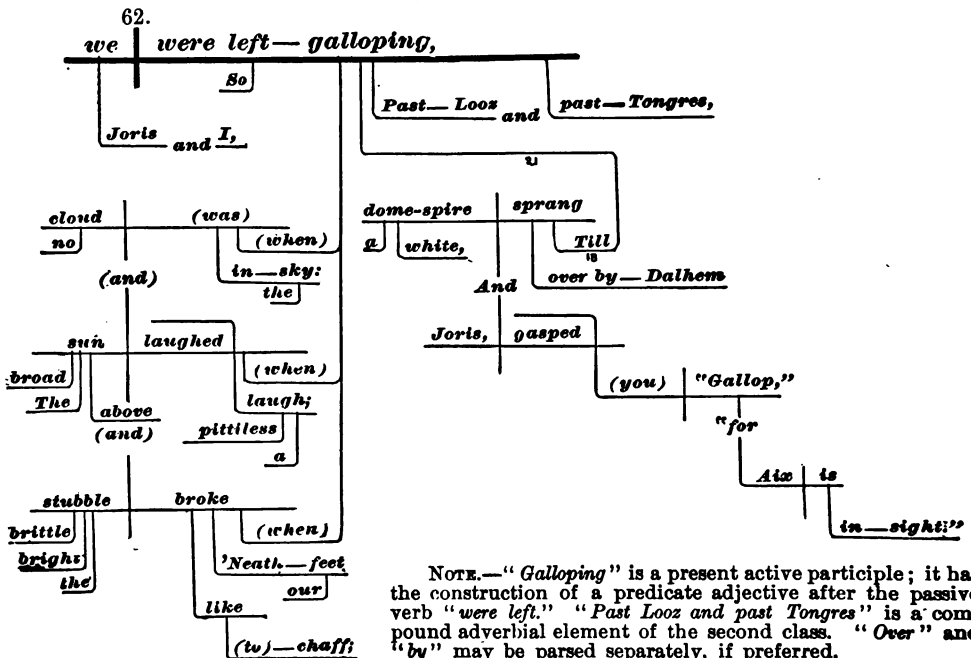 62.
we were left — galloping,
So
Past — Looz and past — Tongres,
Joris and I,
cloud (was)
no (when)
in — sky:
the
(and)
sun laughed
broad (when)
The above laugh;
(and) pittiless
a
stubble broke
brittle (when)
bright 'Neath — feet
the our
like
(to) — chaff;
dome-spire sprang
a white, Till
over by — Dalhem
And
Joris, gasped
(you) "Gallop,"
"for
Aix is
in — sight!"
NOTE.—"Galloping" is a present active participle; it ha
the construction of a predicate adjective after the passive
verb "were left." "Past Looz and past Tongres" is a com
pound adverbial element of the second class. "Over" and
"by" may be parsed separately, if preferred.